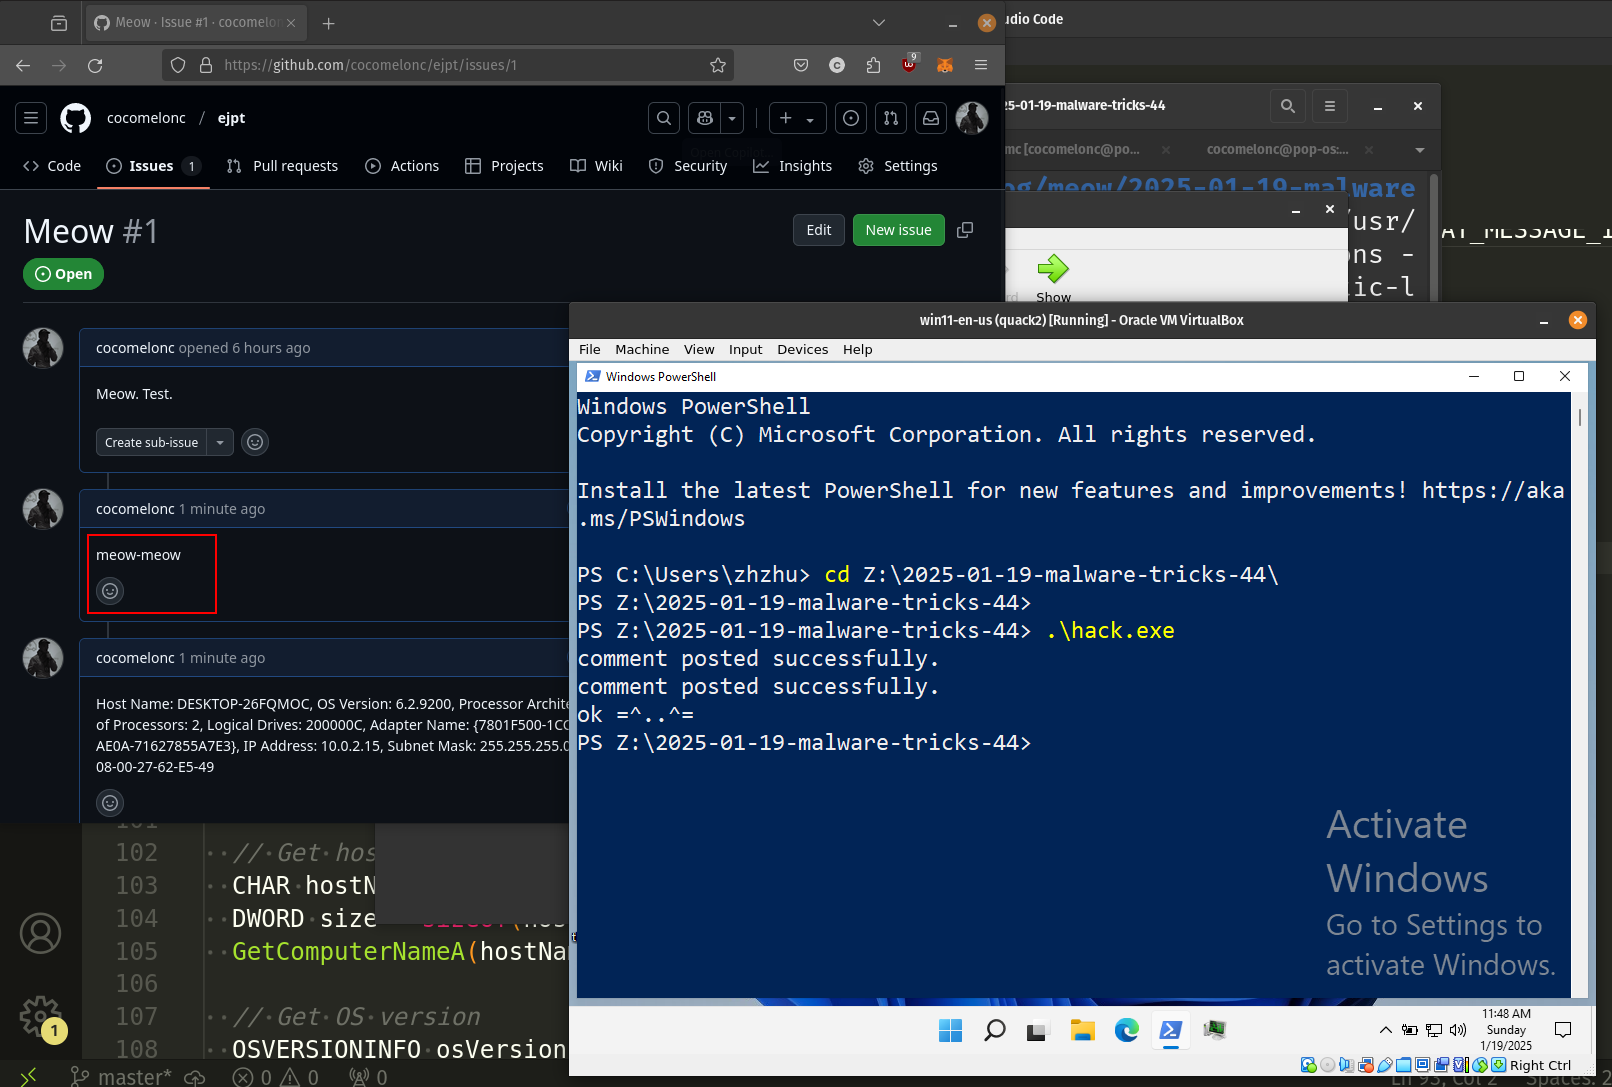 Meow · Issue #1 · cocomelon
https://github.com/cocomelonc/ejpt/issues/1
9
cocomelonc / ejpt
Code
Issues 1
Pull requests
Actions
Projects
Wiki
Security
Insights
Settings
Meow #1
Edit
New issue
Open
cocomelonc opened 6 hours ago
Meow. Test.
Create sub-issue
cocomelonc 1 minute ago
meow-meow
cocomelonc 1 minute ago
Host Name: DESKTOP-26FQMOC, OS Version: 6.2.9200, Processor Archite
of Processors: 2, Logical Drives: 200000C, Adapter Name: {7801F500-1CC
AE0A-71627855A7E3}, IP Address: 10.0.2.15, Subnet Mask: 255.255.255.0
08-00-27-62-E5-49
udio Code
25-01-19-malware-tricks-44
mc [cocomelonc@po...
cocomelonc@pop-os:...
og/meow/2025-01-19-malware
/usr/
ons -
ic-l
AT_MESSAGE_I
Show
win11-en-us (quack2) [Running] - Oracle VM VirtualBox
File Machine View Input Devices Help
Windows PowerShell
Windows PowerShell
Copyright (C) Microsoft Corporation. All rights reserved.
Install the latest PowerShell for new features and improvements! https://aka
.ms/PSWindows
PS C:\Users\zhzhu> cd Z:\2025-01-19-malware-tricks-44\
PS Z:\2025-01-19-malware-tricks-44>
PS Z:\2025-01-19-malware-tricks-44> .\hack.exe
comment posted successfully.
comment posted successfully.
ok =^..^=
PS Z:\2025-01-19-malware-tricks-44>
Activate
Windows
Go to Settings to
activate Windows.
11:48 AM
Sunday
1/19/2025
Right Ctrl
101
102 // Get hos
103 CHAR hostN
104 DWORD size = sizeof(hos
105 GetComputerNameA(hostNa
106
107 // Get OS version
108 OSVERSIONINFO osVersion
1
master* 0 0 0
Ln 93, Col 2 Spaces: 2